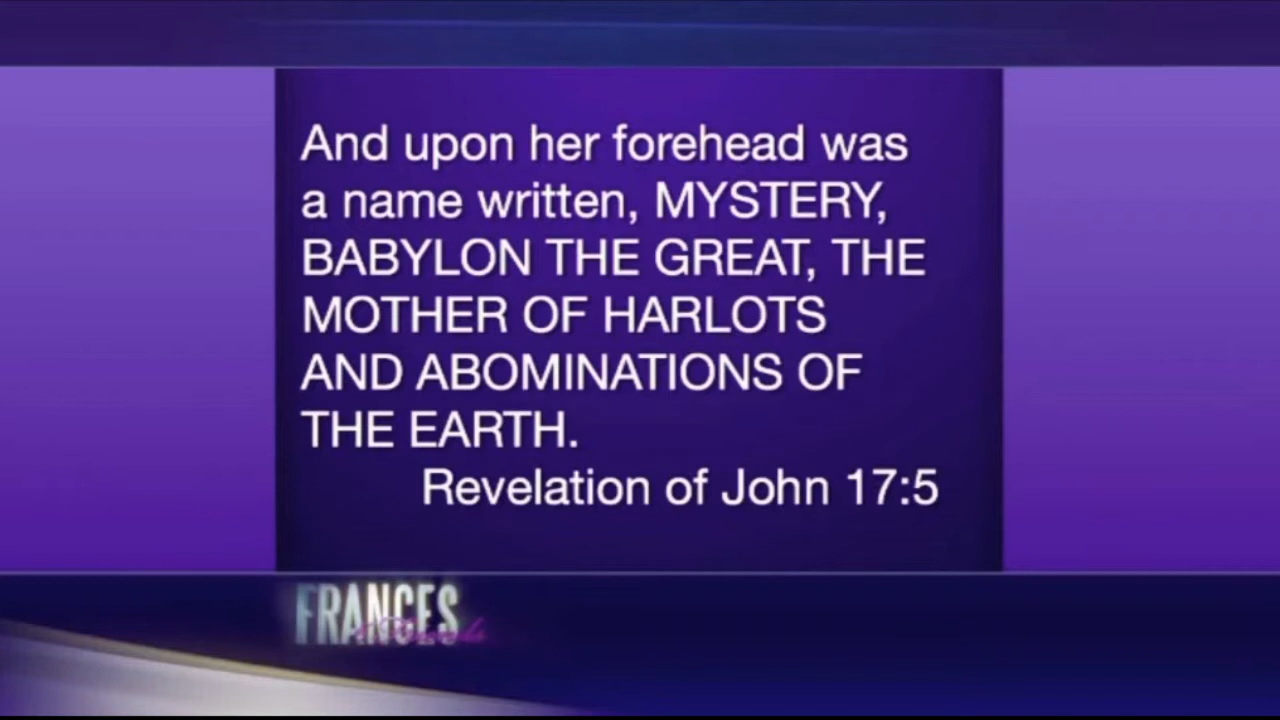 And upon her forehead was
a name written, MYSTERY,
BABYLON THE GREAT, THE
MOTHER OF HARLOTS
AND ABOMINATIONS OF
THE EARTH.
Revelation of John 17:5
FRANCES
& Friends